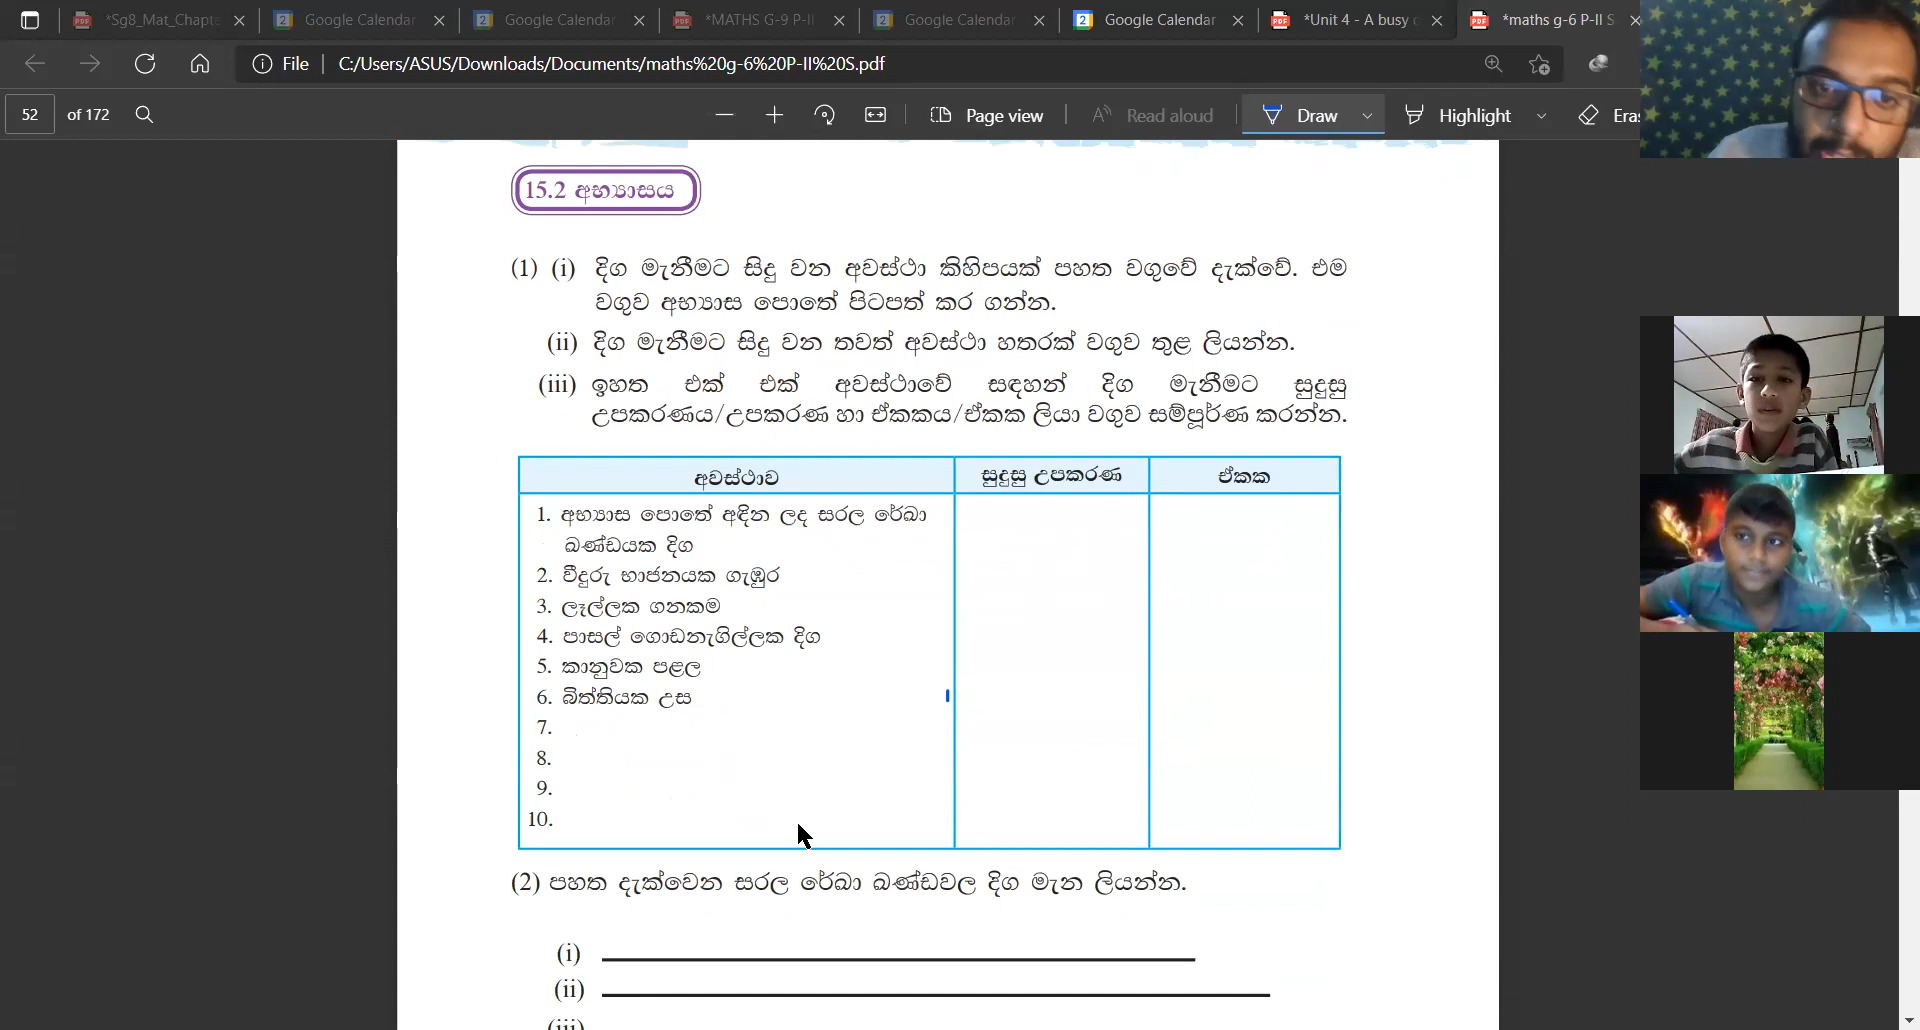 *Sg8_Mat_Chapte
Google Calendar
Google Calendar
*MATHS G-9 P-II
Google Calendar
Google Calendar
*Unit 4 - A busy c
*maths g-6 P-II S
File
C:/Users/ASUS/Downloads/Documents/maths%20g-6%20P-II%20S.pdf
52 of 172
Page view
Read aloud
Draw
Highlight
Eras
15.2 අභ්‍යාසය
(1) (i) දිග මැනීමට සිදු වන අවස්ථා කිහිපයක් පහත වගුවේ දැක්වේ. එම
වගුව අභ්‍යාස පොතේ පිටපත් කර ගන්න.
(ii) දිග මැනීමට සිදු වන තවත් අවස්ථා හතරක් වගුව තුළ ලියන්න.
(iii) ඉහත එක් එක් අවස්ථාවේ සඳහන් දිග මැනීමට සුදුසු
උපකරණය/උපකරණ හා ඒකකය/ඒකක ලියා වගුව සම්පූර්ණ කරන්න.
අවස්ථාව සුදුසු උපකරණ ඒකක
1. අභ්‍යාස පොතේ අඳින ලද සරල රේඛා
ඛණ්ඩයක දිග
2. වීදුරු භාජනයක ගැඹුර
3. ලෑල්ලක ගනකම
4. පාසල් ගොඩනැගිල්ලක දිග
5. කානුවක පළල
6. බිත්තියක උස
7.
8.
9.
10.
(2) පහත දැක්වෙන සරල රේඛා ඛණ්ඩවල දිග මැන ලියන්න.
(i)
(ii)
(iii)